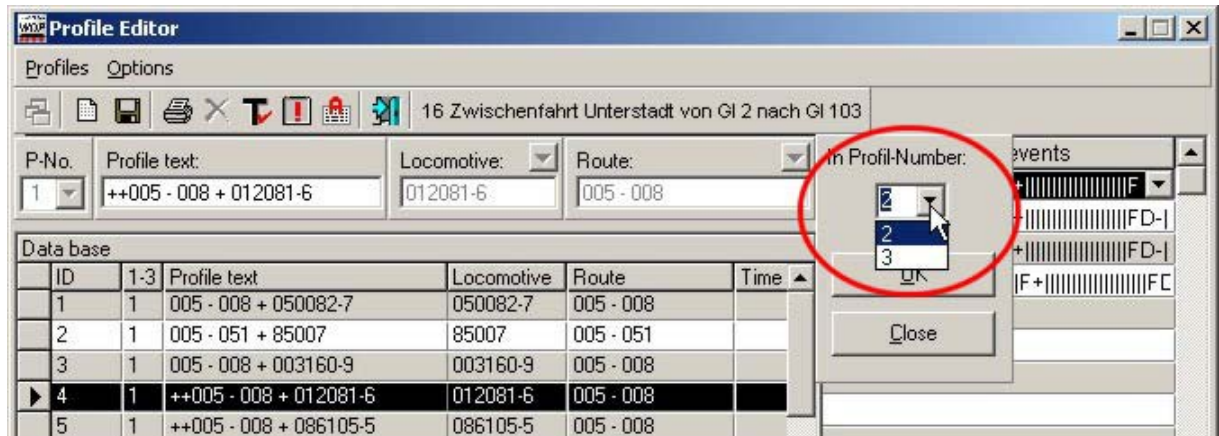 WDP Profile Editor
Profiles Options
16 Zwischenfahrt Unterstadt von Gl 2 nach Gl 103
P-No. Profile text: Locomotive: Route: In Profil-Number: events
1 ++005 - 008 + 012081-6 012081-6 005 - 008 2 +||||||||||||||||||F
2 +||||||||||||||||||FD-I
3 +||||||||||||||||||FD-I
Data base
ID 1-3 Profile text Locomotive Route Time OK |F+||||||||||||||||||FD
1 1 005 - 008 + 050082-7 050082-7 005 - 008
2 1 005 - 051 + 85007 85007 005 - 051 Close
3 1 005 - 008 + 003160-9 003160-9 005 - 008
4 1 ++005 - 008 + 012081-6 012081-6 005 - 008
5 1 ++005 - 008 + 086105-5 086105-5 005 - 008